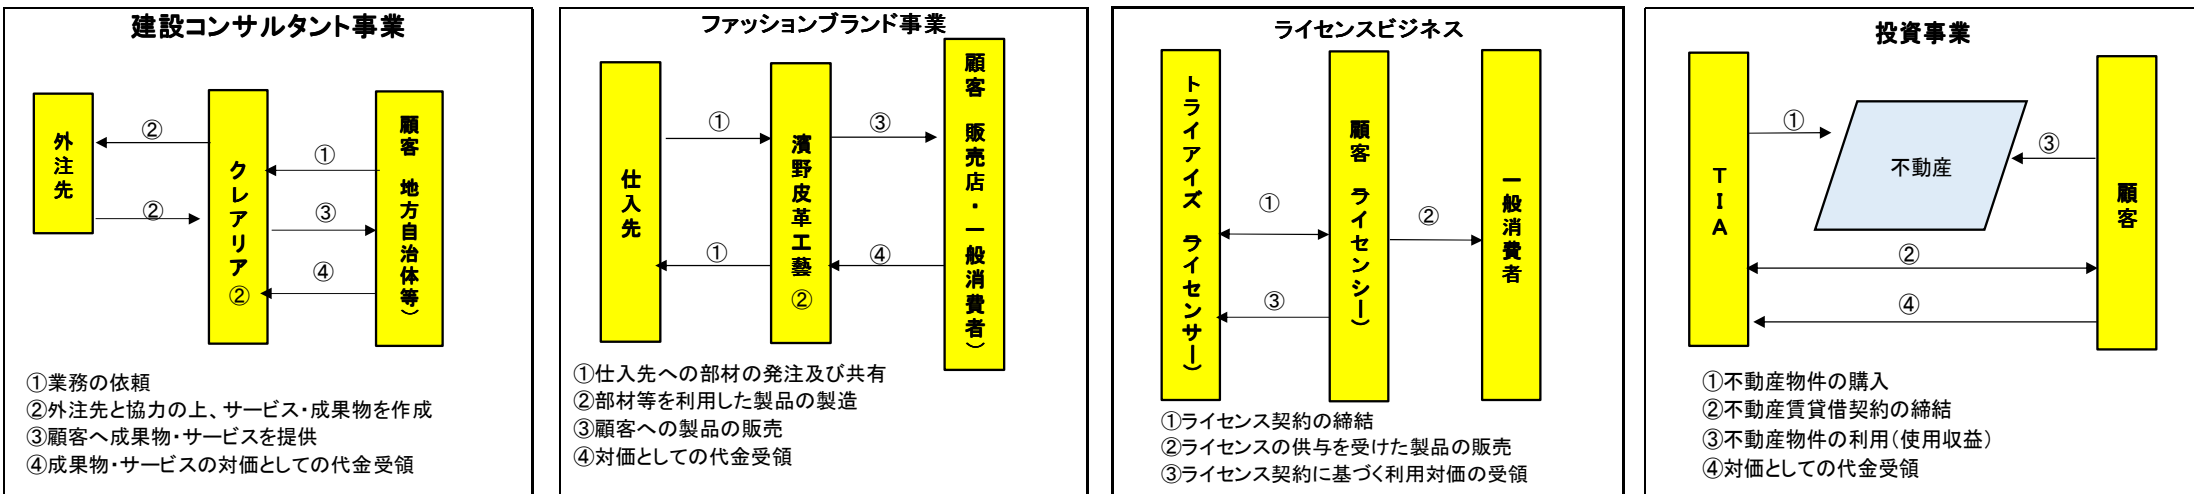 建設コンサルタント事業
外注先
クレアリア②
顧客 地方自治体等）
②
②
①
③
④
①業務の依頼
②外注先と協力の上、サービス・成果物を作成
③顧客へ成果物・サービスを提供
④成果物・サービスの対価としての代金受領
ファッションブランド事業
仕入先
濱野皮革工藝②
顧客 販売店・一般消費者）
①
③
①
④
①仕入先への部材の発注及び共有
②部材等を利用した製品の製造
③顧客への製品の販売
④対価としての代金受領
ライセンスビジネス
トライアイズ ライセンサー）
顧客 ライセンシー）
一般消費者
①
②
③
①ライセンス契約の締結
②ライセンスの供与を受けた製品の販売
③ライセンス契約に基づく利用対価の受領
投資事業
ＴＩＡ
不動産
顧客
①
③
②
④
①不動産物件の購入
②不動産賃貸借契約の締結
③不動産物件の利用（使用収益）
④対価としての代金受領